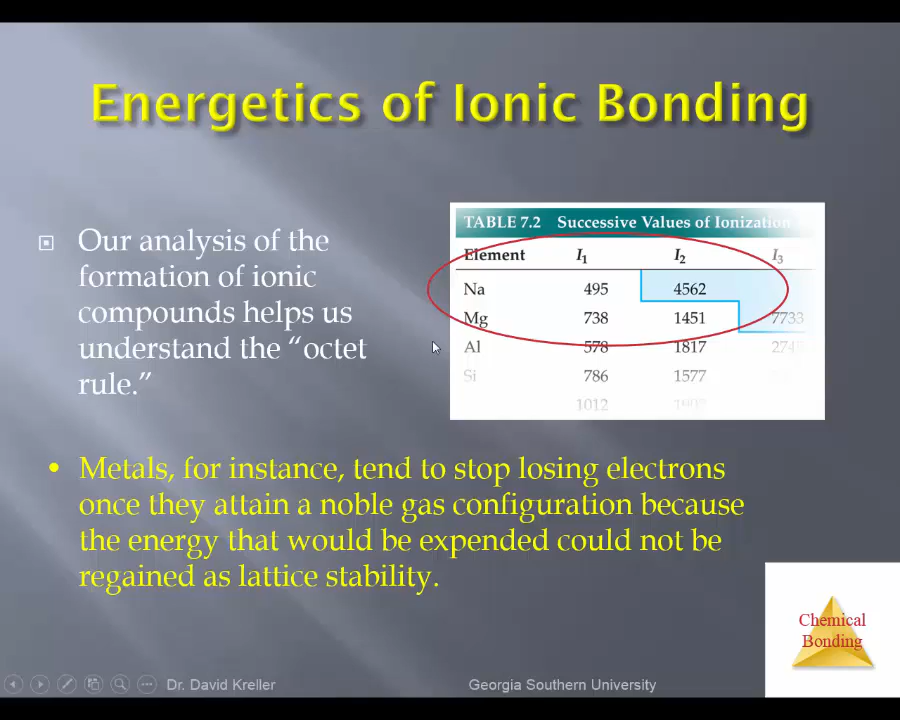 Energetics of Ionic Bonding
Our analysis of the
formation of ionic
compounds helps us
understand the “octet
rule.”
TABLE 7.2 Successive Values of Ionization
Element I1 I2 I3
Na 495 4562
Mg 738 1451 7733
Al 578 1817
Si 786 1577
1012
• Metals, for instance, tend to stop losing electrons
once they attain a noble gas configuration because
the energy that would be expended could not be
regained as lattice stability.
Chemical
Bonding
Dr. David Kreller
Georgia Southern University